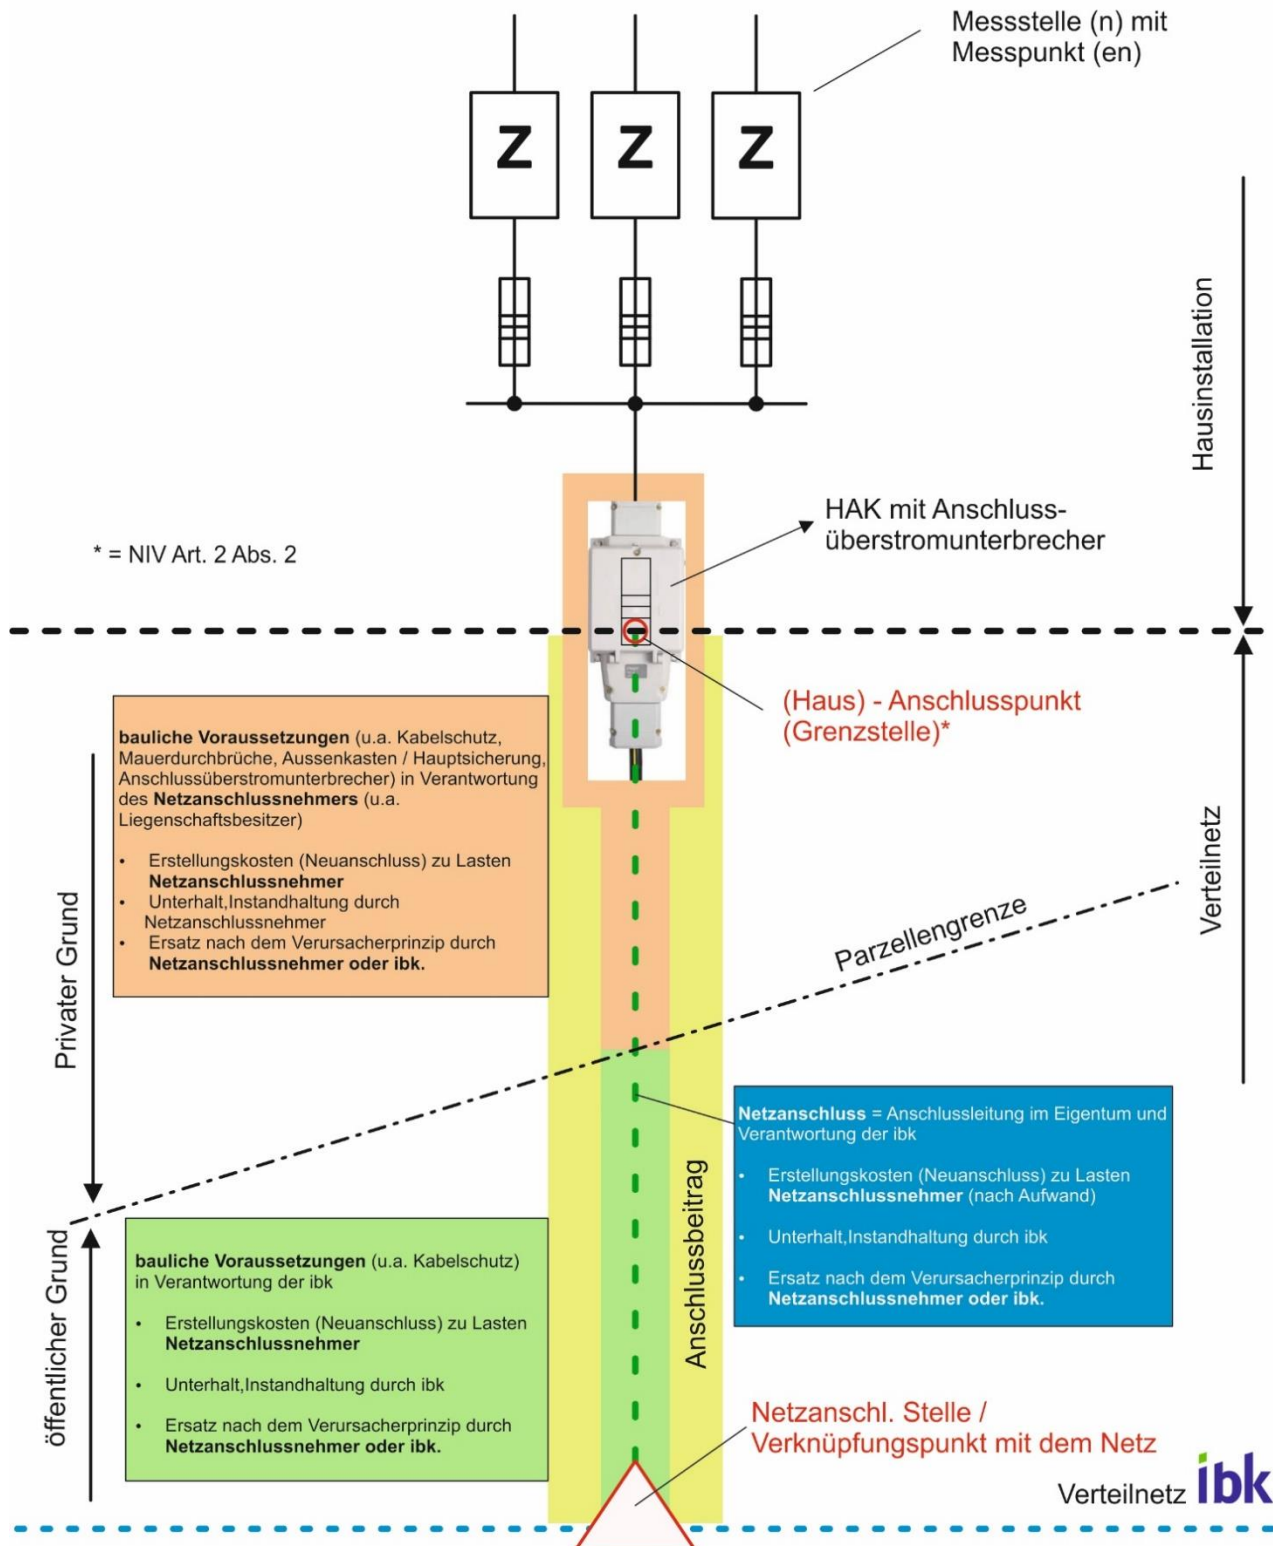 Messstelle (n) mit
Messpunkt (en)
Z
Z
Z
Hausinstallation
HAK mit Anschluss-
überstromunterbrecher
* = NIV Art. 2 Abs. 2
(Haus) - Anschlusspunkt
(Grenzstelle)*
bauliche Voraussetzungen (u.a. Kabelschutz,
Mauerdurchbrüche, Aussenkasten / Hauptsicherung,
Anschlussüberstromunterbrecher) in Verantwortung
des Netzanschlussnehmers (u.a.
Liegenschaftsbesitzer)
• Erstellungskosten (Neuanschluss) zu Lasten
Netzanschlussnehmer
• Unterhalt,Instandhaltung durch
Netzanschlussnehmer
• Ersatz nach dem Verursacherprinzip durch
Netzanschlussnehmer oder ibk.
Privater Grund
Verteilnetz
Parzellengrenze
Netzanschluss = Anschlussleitung im Eigentum und
Verantwortung der ibk
• Erstellungskosten (Neuanschluss) zu Lasten
Netzanschlussnehmer (nach Aufwand)
• Unterhalt,Instandhaltung durch ibk
• Ersatz nach dem Verursacherprinzip durch
Netzanschlussnehmer oder ibk.
Anschlussbeitrag
öffentlicher Grund
bauliche Voraussetzungen (u.a. Kabelschutz)
in Verantwortung der ibk
• Erstellungskosten (Neuanschluss) zu Lasten
Netzanschlussnehmer
• Unterhalt,Instandhaltung durch ibk
• Ersatz nach dem Verursacherprinzip durch
Netzanschlussnehmer oder ibk.
Netzanschl. Stelle /
Verknüpfungspunkt mit dem Netz
Verteilnetz ibk